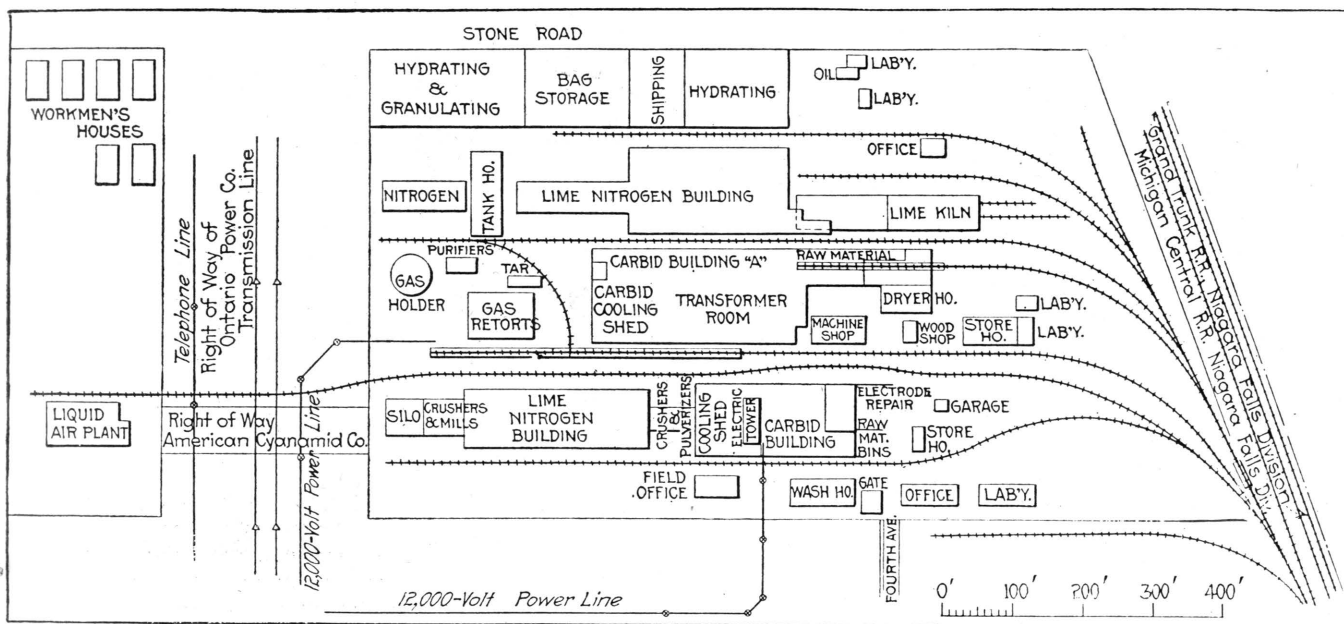 STONE ROAD
WORKMEN'S
HOUSES
HYDRATING
&
GRANULATING
BAG
STORAGE
SHIPPING
HYDRATING
OIL
LAB'Y.
LAB'Y.
OFFICE
NITROGEN
TANK HO.
LIME NITROGEN BUILDING
LIME KILN
Telephone Line
Right of Way of
Ontario Power Co.
Transmission Line
PURIFIERS
GAS
HOLDER
TAR
GAS
RETORTS
CARBID BUILDING "A"
CARBID
COOLING
SHED
TRANSFORMER
ROOM
RAW MATERIAL
DRYER HO.
MACHINE
SHOP
WOOD
SHOP
STORE
HO.
LAB'Y.
LAB'Y.
Grand Trunk R.R. Niagara Falls Division
Michigan Central R.R. Niagara Falls Div.
LIQUID
AIR PLANT
Right of Way
American Cyanamid Co.
12,000-Volt Power Line
SILO
CRUSHERS
& MILLS
LIME
NITROGEN
BUILDING
CRUSHERS
&
PULVERIZERS
COOLING
SHED
ELECTRIC
TOWER
CARBID
BUILDING
ELECTRODE
REPAIR
RAW
MAT.
BINS
GARAGE
STORE
HO.
FIELD
OFFICE
WASH HO.
GATE
OFFICE
LAB'Y.
FOURTH AVE.
12,000-Volt Power Line
0' 100' 200' 300' 400'